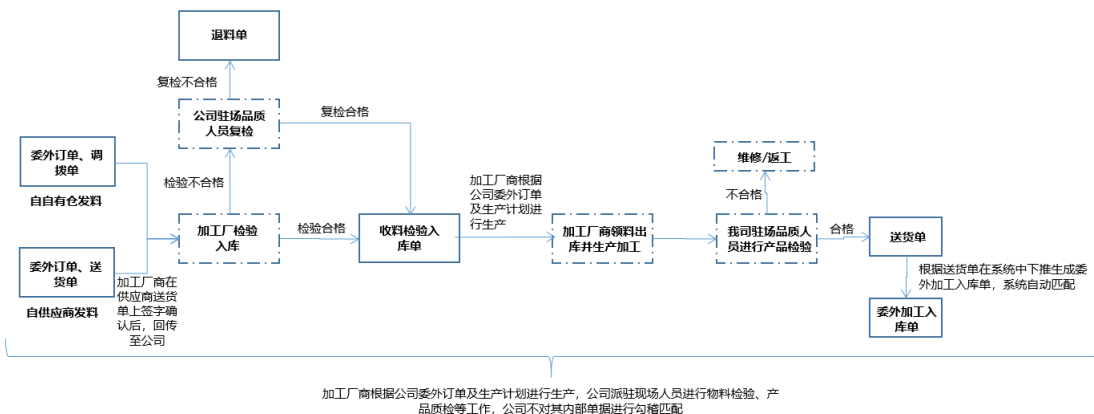 退料单
复检不合格
公司驻场品质
人员复检
复检合格
委外订单、调
拨单
自自有仓发料
检验不合格
加工厂检验
入库
检验合格
收料检验入
库单
加工厂商根据
公司委外订单
及生产计划进
行生产
加工厂商领料出
库并生产加工
维修/返工
不合格
我司驻场品质人
员进行产品检验
合格
送货单
委外订单、送
货单
自供应商发料
加工厂商在
供应商送货
单上签字确
认后，回传
至公司
根据送货单在系统中下推生成委
外加工入库单，系统自动匹配
委外加工入
库单
加工厂商根据公司委外订单及生产计划进行生产，公司派驻现场人员进行物料检验、产
品质检等工作，公司不对其内部单据进行勾稽匹配